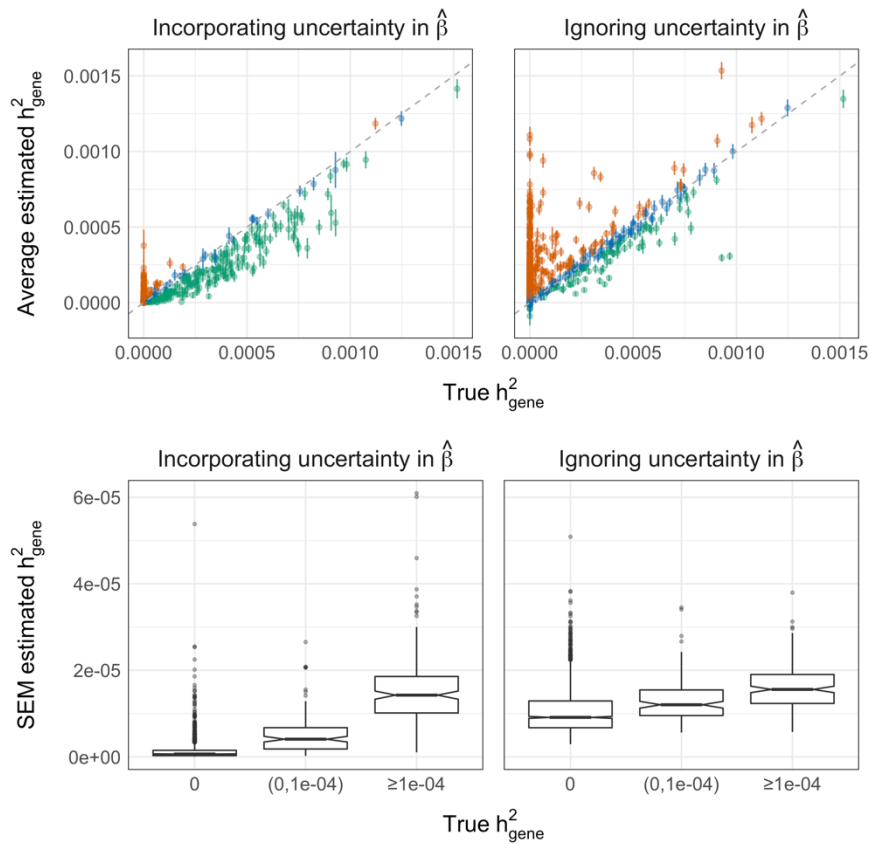 Incorporating uncertainty in β̂
Ignoring uncertainty in β̂
Average estimated h²gene
0.0015
0.0010
0.0005
0.0000
0.0000 0.0005 0.0010 0.0015
0.0000 0.0005 0.0010 0.0015
True h²gene
Incorporating uncertainty in β̂
Ignoring uncertainty in β̂
SEM estimated h²gene
6e-05
4e-05
2e-05
0e+00
0 (0,1e-04) ≥1e-04
0 (0,1e-04) ≥1e-04
True h²gene